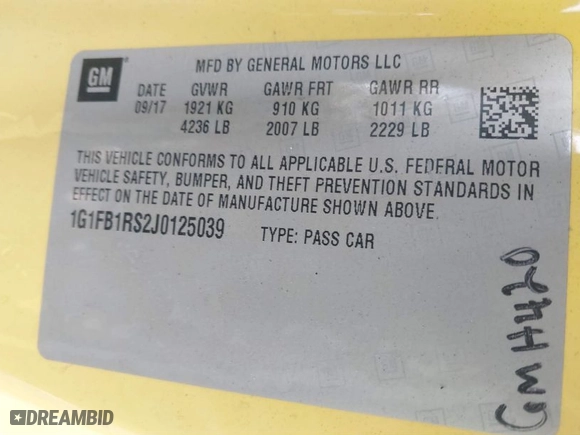 GM
MFD BY GENERAL MOTORS LLC
DATE GVWR GAWR FRT GAWR RR
09/17 1921 KG 910 KG 1011 KG
4236 LB 2007 LB 2229 LB
THIS VEHICLE CONFORMS TO ALL APPLICABLE U.S. FEDERAL MOTOR
VEHICLE SAFETY, BUMPER, AND THEFT PREVENTION STANDARDS IN
EFFECT ON THE DATE OF MANUFACTURE SHOWN ABOVE.
1G1FB1RS2J0125039 TYPE: PASS CAR
GMH420
DREAMBID